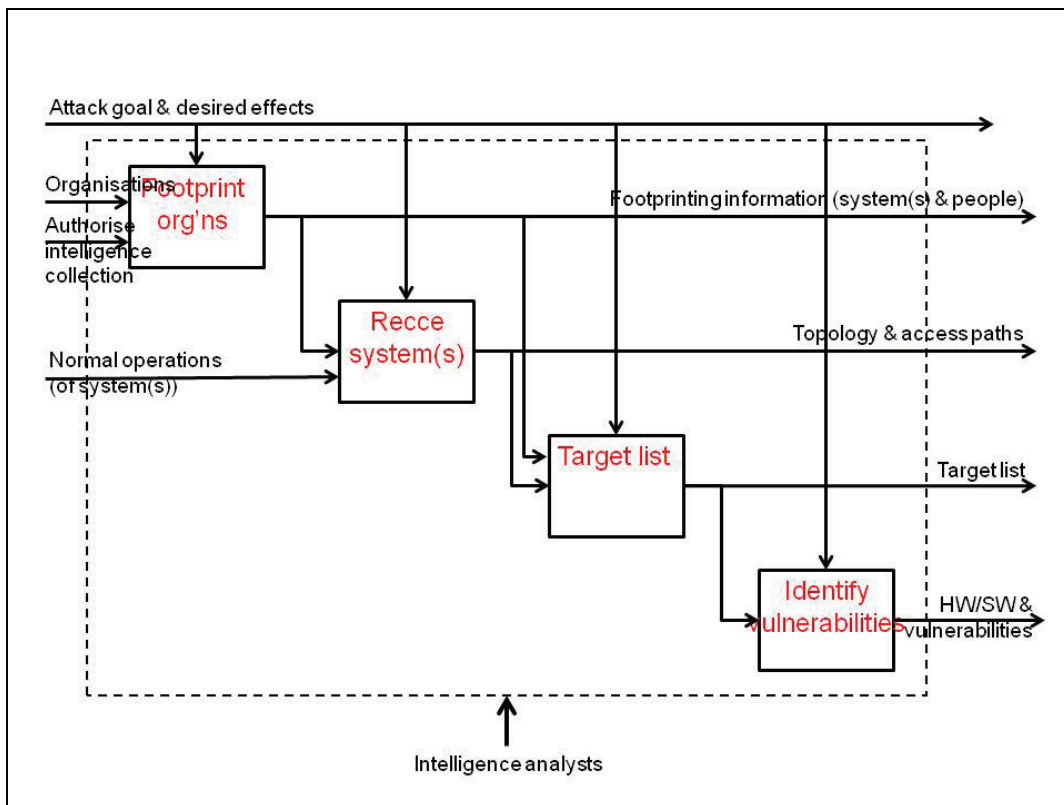 Attack goal & desired effects
Organisations
Authorise
intelligence
collection
Footprint
org'ns
Footprinting information (system(s) & people)
Recce
system(s)
Normal operations
(of system(s))
Topology & access paths
Target list
Target list
Identify
vulnerabilities
HW/SW &
vulnerabilities
Intelligence analysts